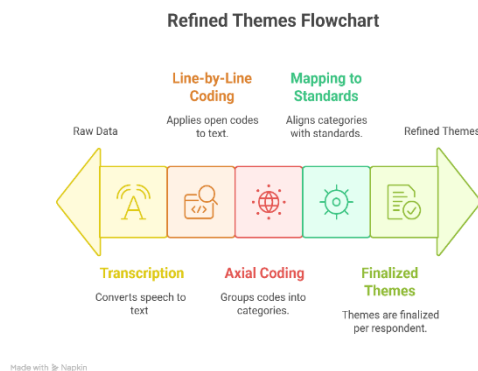 Refined Themes Flowchart
Line-by-Line
Coding
Applies open codes
to text.
Mapping to
Standards
Aligns categories
with standards.
Raw Data
Refined Themes
A
</>
Transcription
Converts speech to
text
Axial Coding
Groups codes into
categories.
Finalized
Themes
Themes are finalized
per respondent.
Made with Napkin